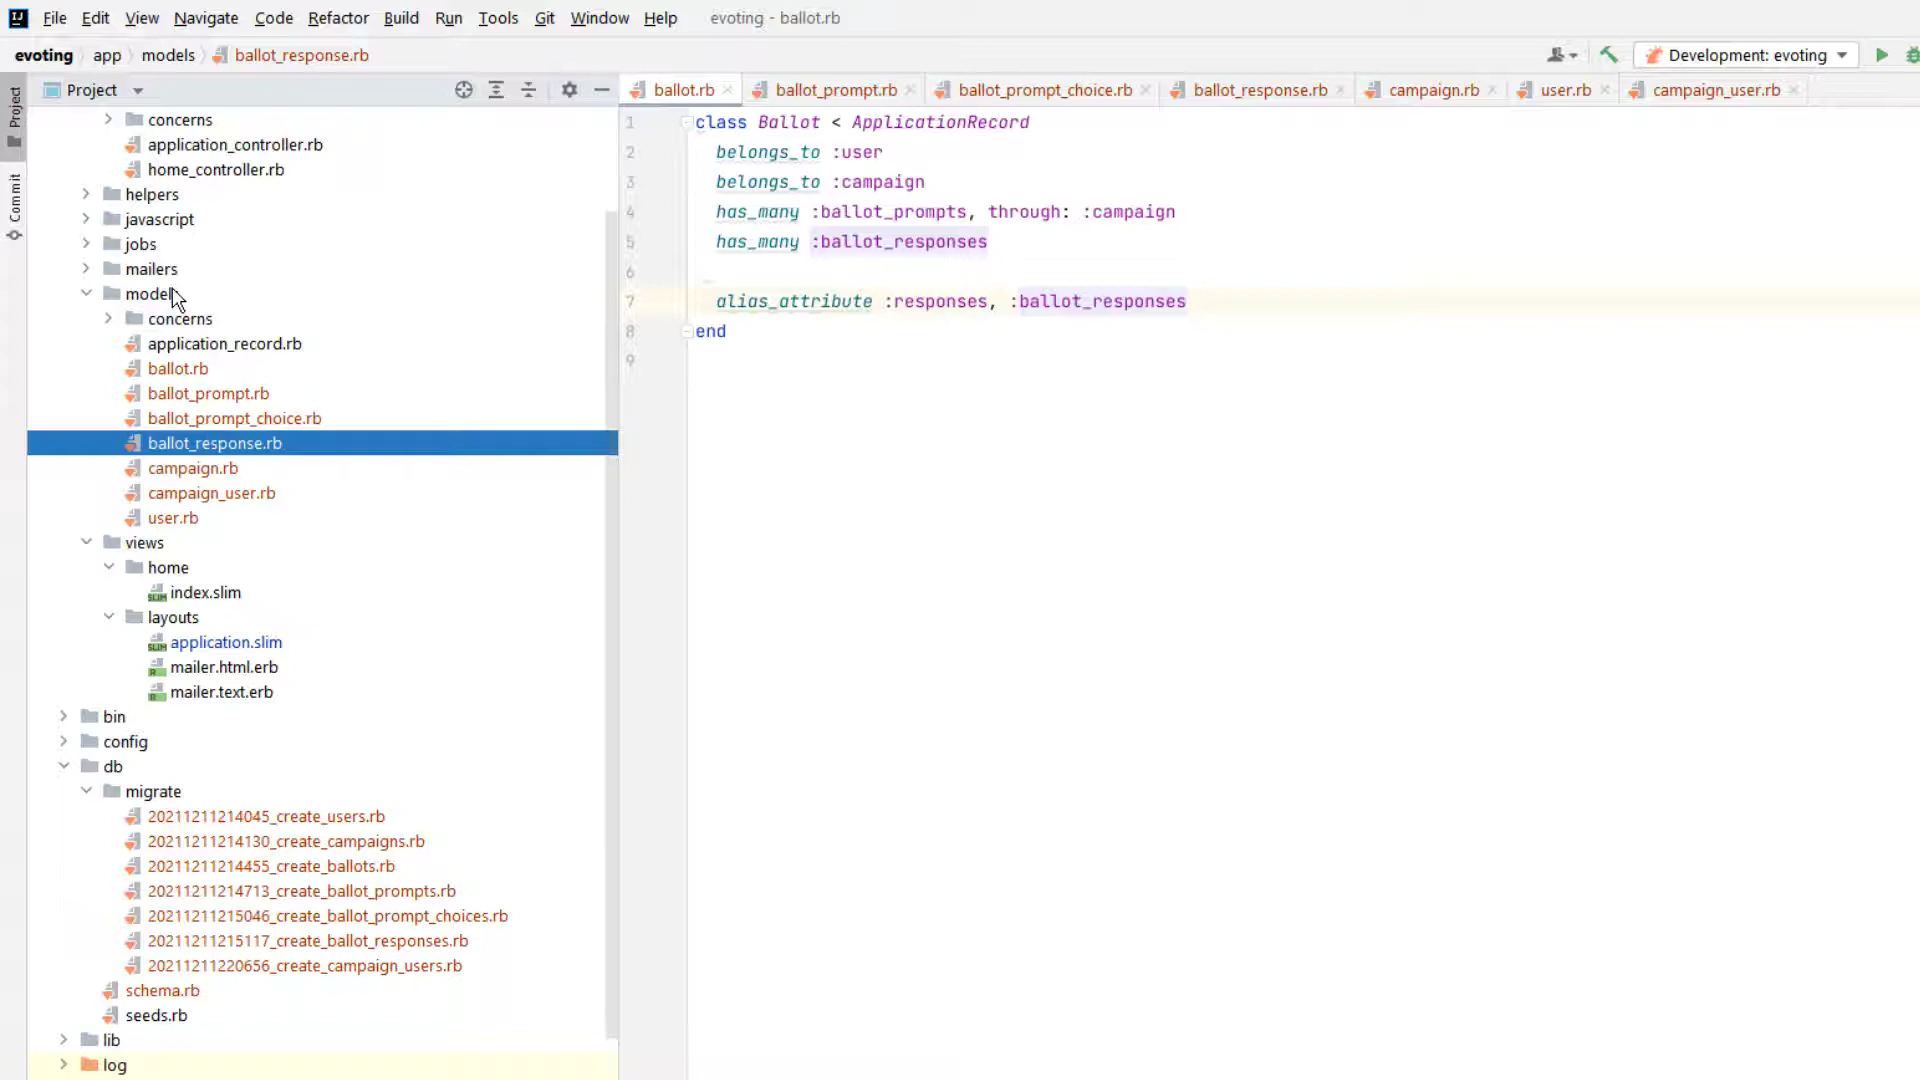 File Edit View Navigate Code Refactor Build Run Tools Git Window Help evoting - ballot.rb
evoting app models ballot_response.rb Development: evoting
Project
Commit
Project
concerns
application_controller.rb
home_controller.rb
helpers
javascript
jobs
mailers
models
concerns
application_record.rb
ballot.rb
ballot_prompt.rb
ballot_prompt_choice.rb
ballot_response.rb
campaign.rb
campaign_user.rb
user.rb
views
home
index.slim
layouts
application.slim
mailer.html.erb
mailer.text.erb
bin
config
db
migrate
20211211214045_create_users.rb
20211211214130_create_campaigns.rb
20211211214455_create_ballots.rb
20211211214713_create_ballot_prompts.rb
20211211215046_create_ballot_prompt_choices.rb
20211211215117_create_ballot_responses.rb
20211211220656_create_campaign_users.rb
schema.rb
seeds.rb
lib
log
ballot.rb ballot_prompt.rb ballot_prompt_choice.rb ballot_response.rb campaign.rb user.rb campaign_user.rb
1 class Ballot < ApplicationRecord
2 belongs_to :user
3 belongs_to :campaign
4 has_many :ballot_prompts, through: :campaign
5 has_many :ballot_responses
6
7 alias_attribute :responses, :ballot_responses
8 end
9